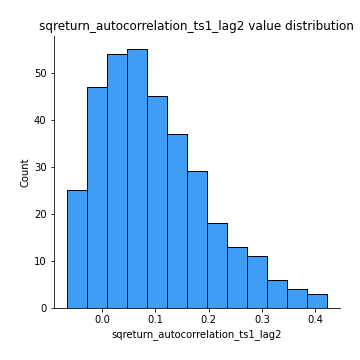 sqreturn_autocorrelation_ts1_lag2 value distribution
50
40
30
20
10
0
Count
0.0 0.1 0.2 0.3 0.4
sqreturn_autocorrelation_ts1_lag2